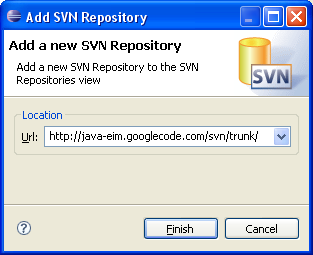 Add SVN Repository
Add a new SVN Repository
Add a new SVN Repository to the SVN
Repositories view
SVN
Location
Url: http://java-eim.googlecode.com/svn/trunk/
?
Finish Cancel